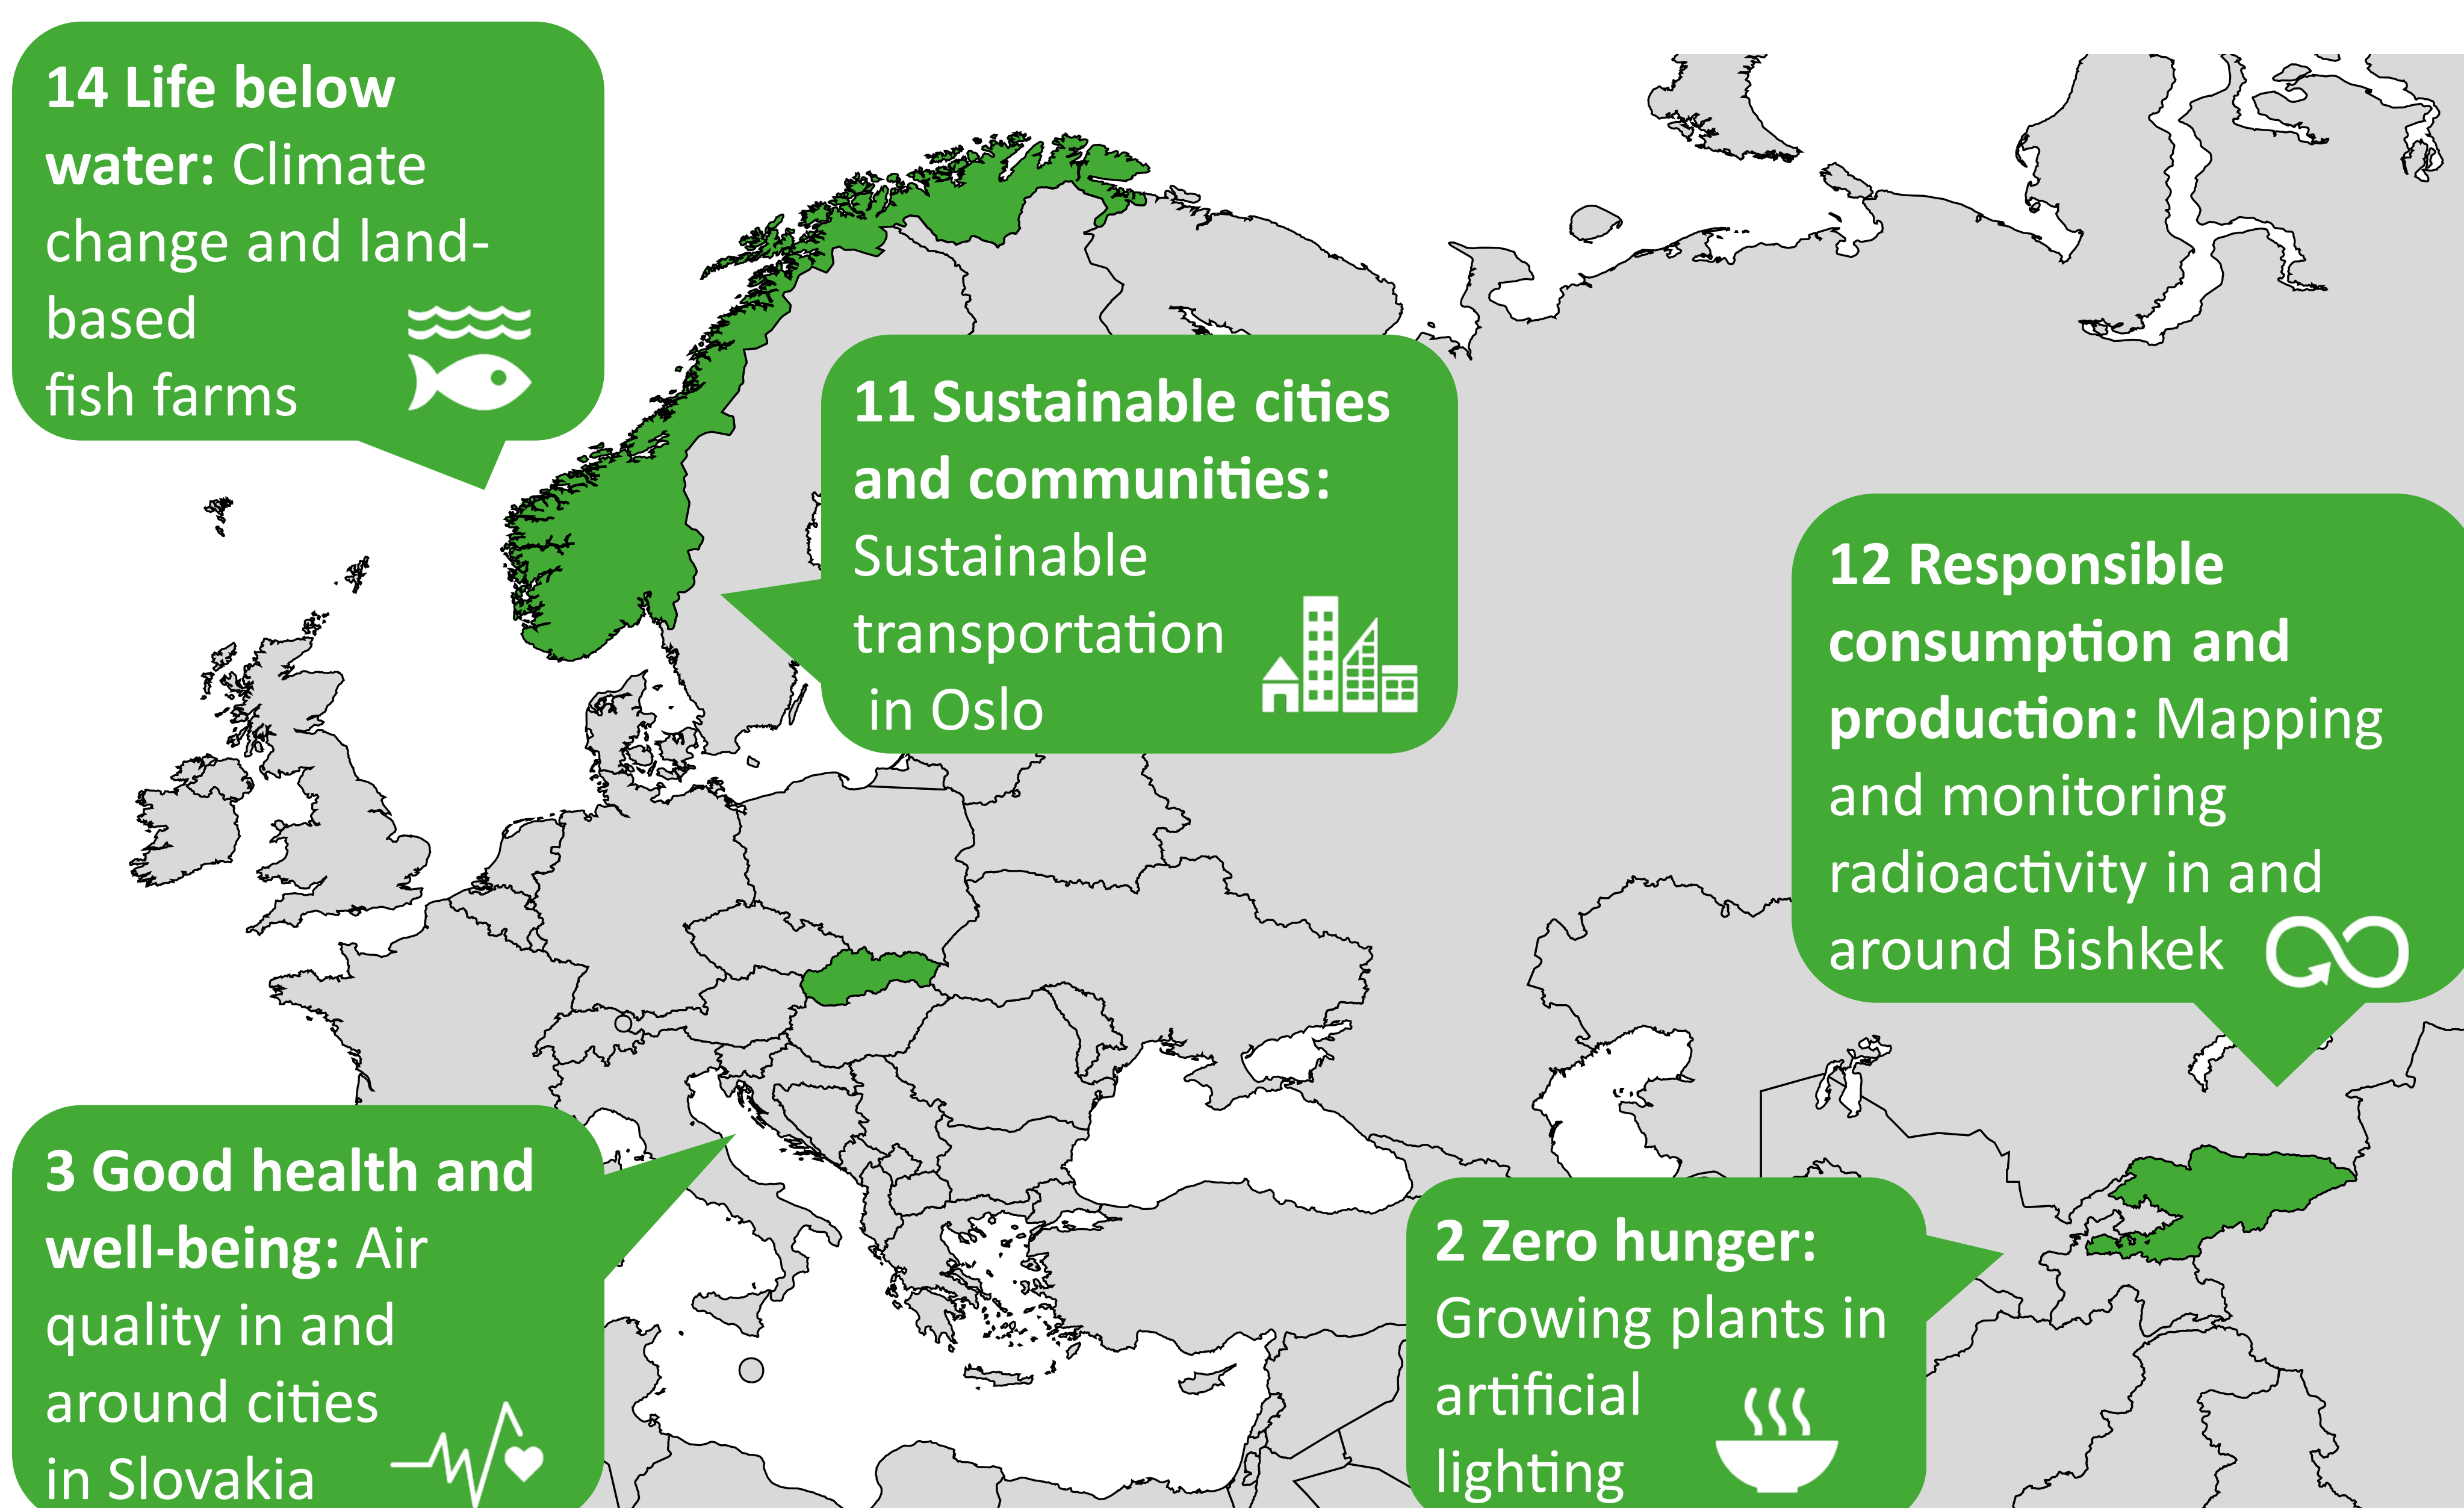 14 Life below
water: Climate
change and land-
based
fish farms
11 Sustainable cities
and communities:
Sustainable
transportation
in Oslo
12 Responsible
consumption and
production: Mapping
and monitoring
radioactivity in and
around Bishkek
3 Good health and
well-being: Air
quality in and
around cities
in Slovakia
2 Zero hunger:
Growing plants in
artificial
lighting